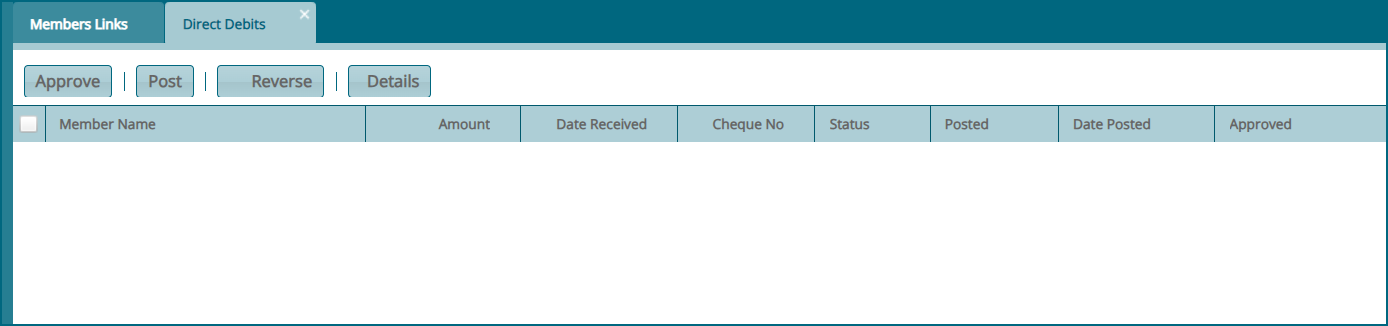 Members Links Direct Debits ×
Approve Post Reverse Details
Member Name Amount Date Received Cheque No Status Posted Date Posted Approved